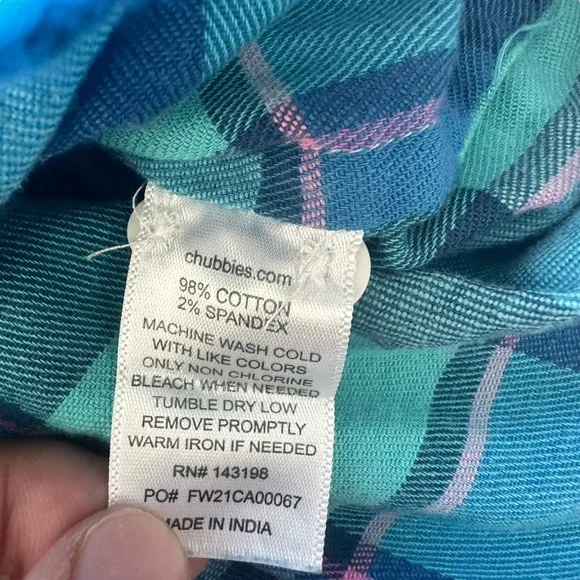 chubbies.com
98% COTTON
2% SPANDEX
MACHINE WASH COLD
WITH LIKE COLORS
ONLY NON CHLORINE
BLEACH WHEN NEEDED
TUMBLE DRY LOW
REMOVE PROMPTLY
WARM IRON IF NEEDED
RN# 143198
PO# FW21CA00067
MADE IN INDIA